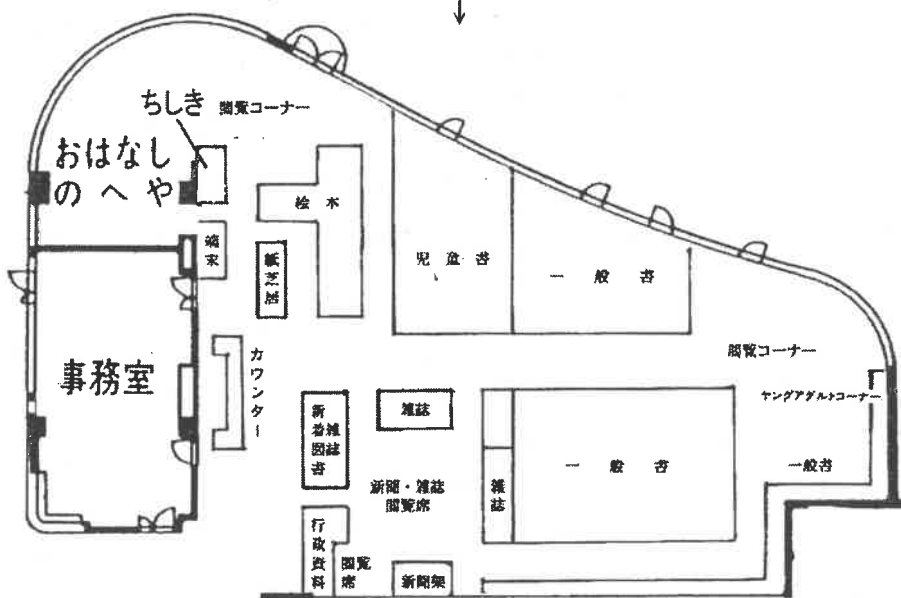 ちしき
閲覧コーナー
おはなし
のへや
絵本
端末
紙芝居
児童書
一般書
事務室
カウンター
閲覧コーナー
ヤングアダルトコーナー
新着図書
雑誌
雑誌
一般書
一般書
新聞・雑誌
閲覧席
雑誌
行政資料
閲覧
席
新聞架